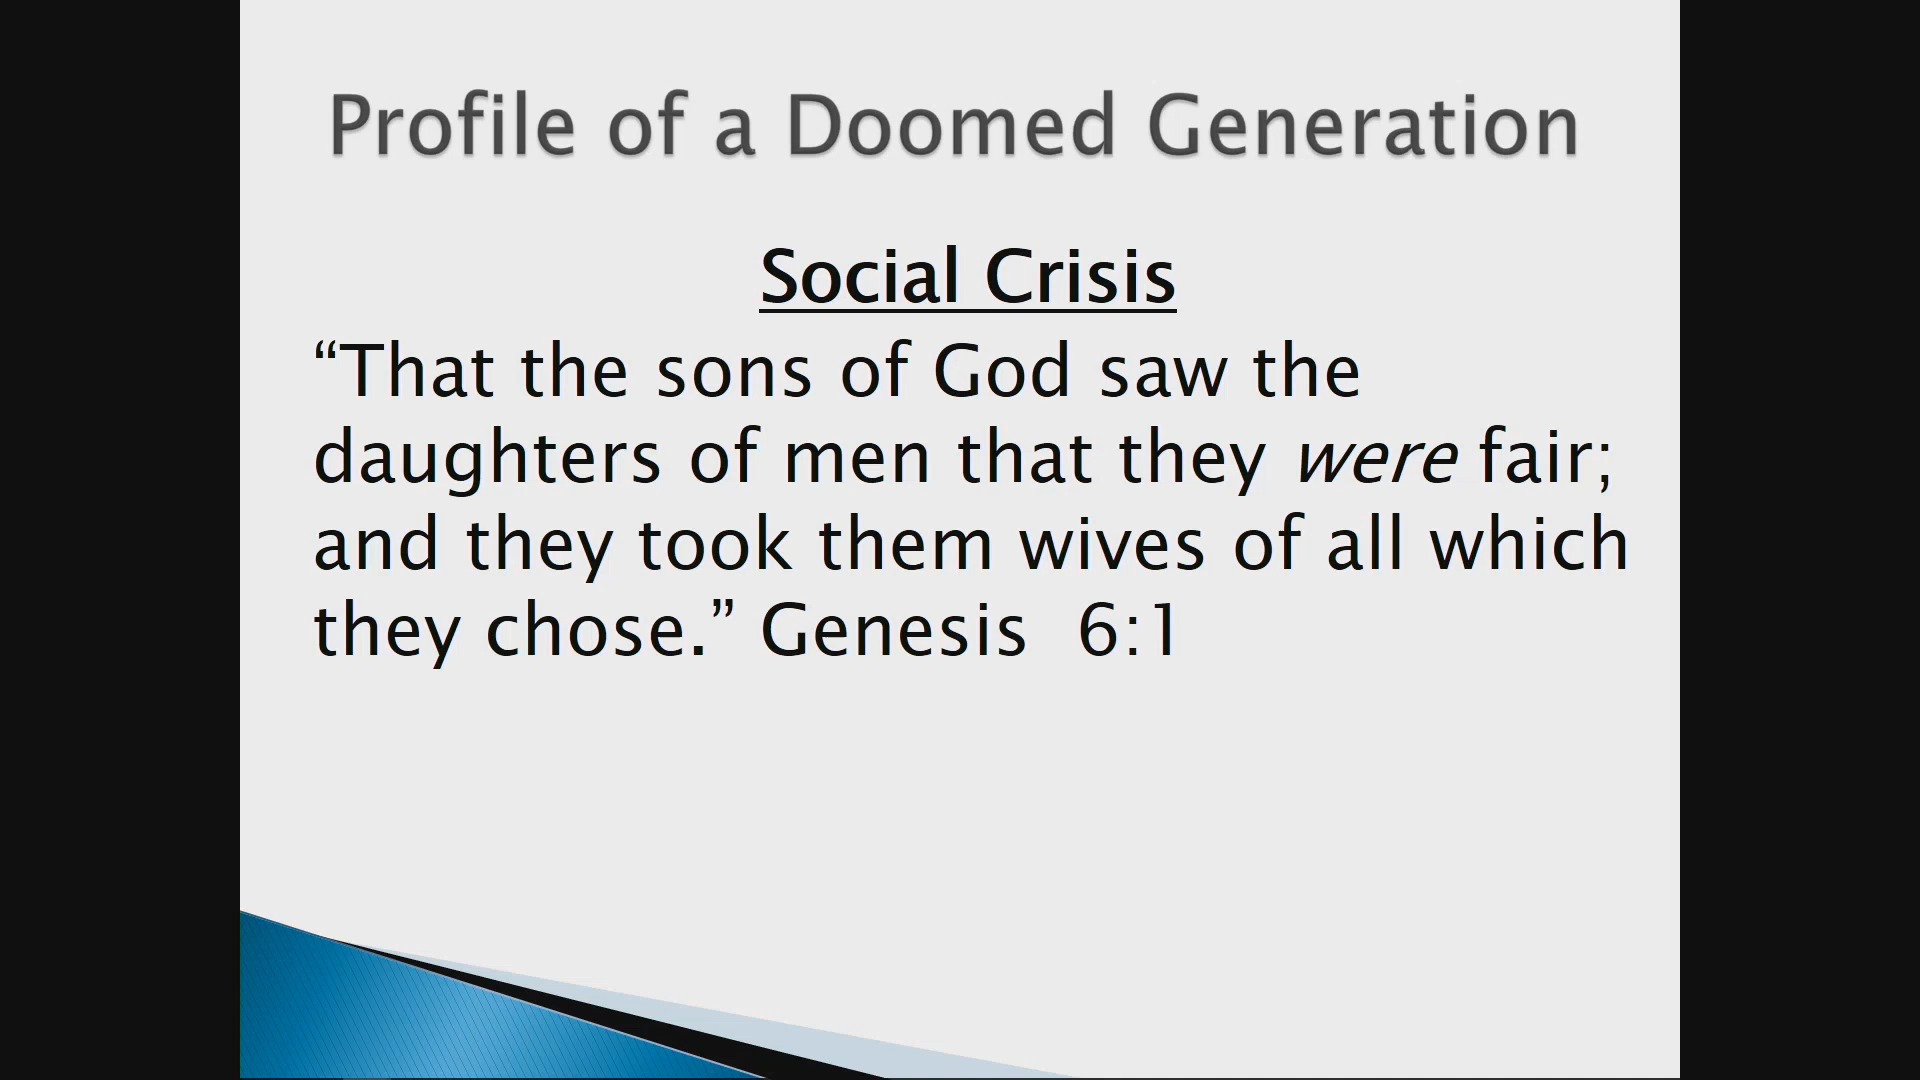 Profile of a Doomed Generation
Social Crisis
“That the sons of God saw the
daughters of men that they were fair;
and they took them wives of all which
they chose.” Genesis  6:1